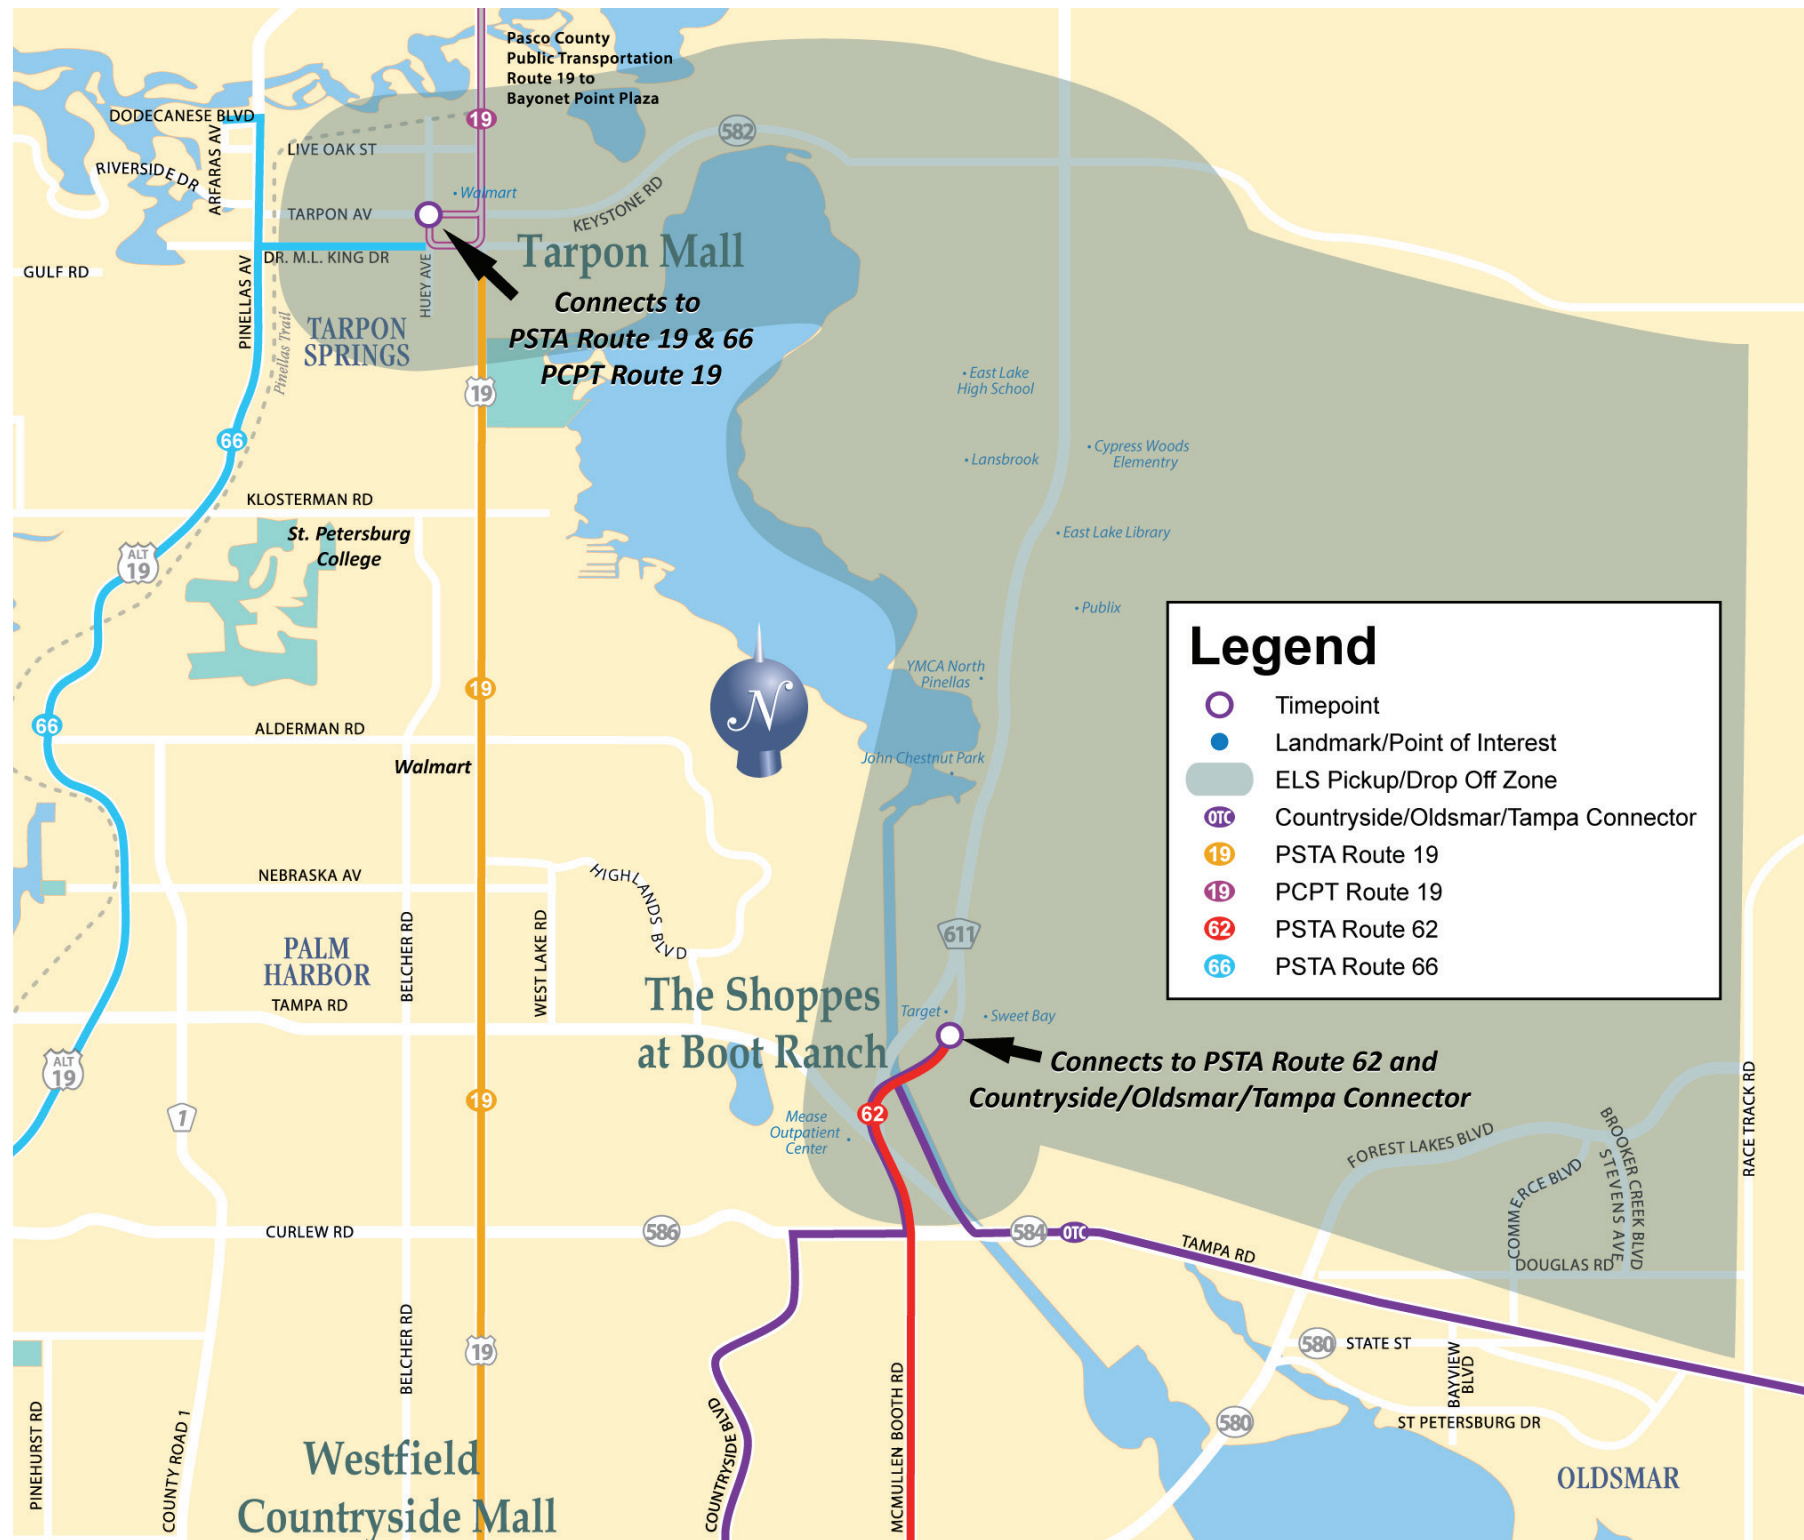 Pasco County
Public Transportation
Route 19 to
Bayonet Point Plaza
DODECANESE BLVD
19
582
ARFARAS AV
LIVE OAK ST
RIVERSIDE DR
Walmart
KEYSTONE RD
TARPON AV
Tarpon Mall
DR. M.L. KING DR
GULF RD
PINELLAS AV
HUEY AVE
Connects to
PSTA Route 19 & 66
PCPT Route 19
TARPON
SPRINGS
Pinellas Trail
19
East Lake
High School
66
Cypress Woods
Elementry
Lansbrook
KLOSTERMAN RD
St. Petersburg
College
East Lake Library
ALT
19
Publix
Legend
Timepoint
Landmark/Point of Interest
ELS Pickup/Drop Off Zone
OTC Countryside/Oldsmar/Tampa Connector
19 PSTA Route 19
19 PCPT Route 19
62 PSTA Route 62
66 PSTA Route 66
YMCA North
Pinellas
19
N
66
ALDERMAN RD
Walmart
John Chestnut Park
NEBRASKA AV
HIGHLANDS BLVD
BELCHER RD
WEST LAKE RD
611
PALM
HARBOR
TAMPA RD
The Shoppes
at Boot Ranch
Target
Sweet Bay
Connects to PSTA Route 62 and
Countryside/Oldsmar/Tampa Connector
ALT
19
19
1
62
Mease
Outpatient
Center
FOREST LAKES BLVD
BROOKER CREEK BLVD
STEVENS AVE
COMMERCE BLVD
RACE TRACK RD
CURLEW RD
586
584
OTC
TAMPA RD
DOUGLAS RD
BELCHER RD
19
580
STATE ST
BAYVIEW
BLVD
580
ST PETERSBURG DR
PINEHURST RD
COUNTY ROAD 1
COUNTRYSIDE BLVD
MCMULLEN BOOTH RD
Westfield
Countryside Mall
OLDSMAR